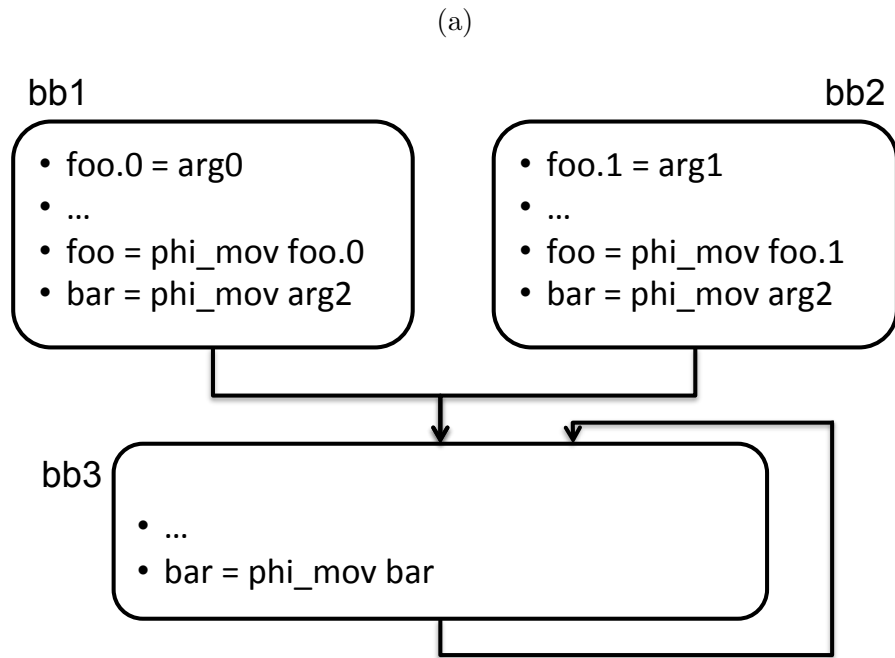 (a)
bb1
bb2
• foo.0 = arg0
• ...
• foo = phi_mov foo.0
• bar = phi_mov arg2
• foo.1 = arg1
• ...
• foo = phi_mov foo.1
• bar = phi_mov arg2
bb3
• ...
• bar = phi_mov bar